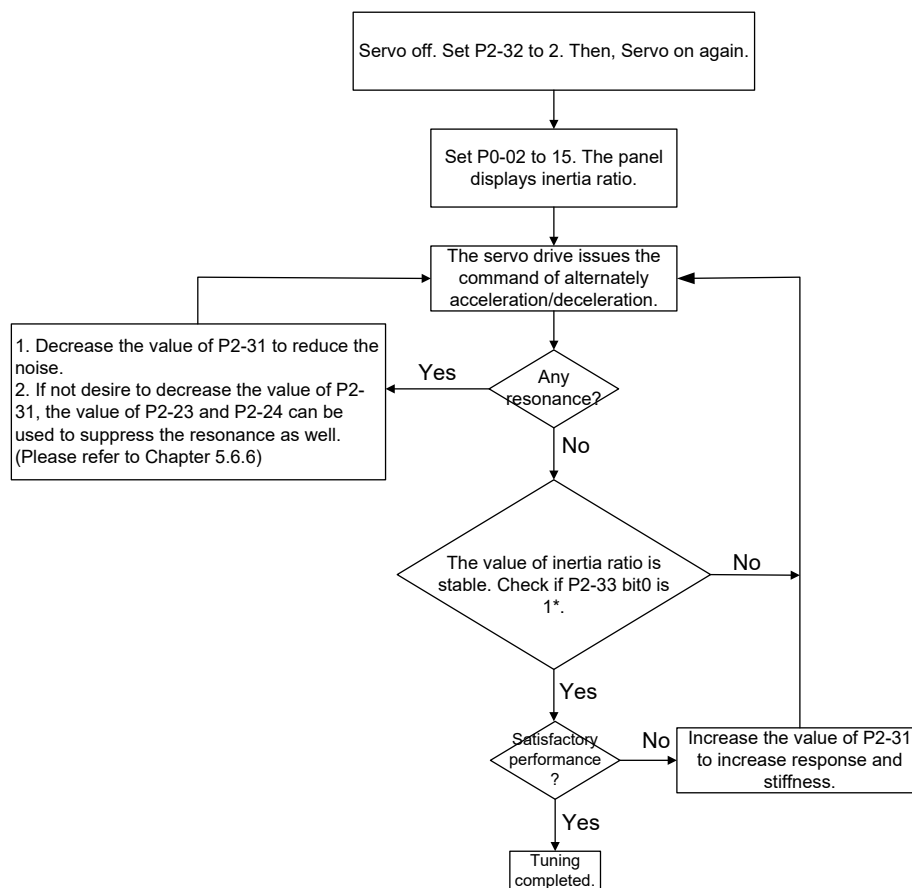 Servo off. Set P2-32 to 2. Then, Servo on again.
Set P0-02 to 15. The panel
displays inertia ratio.
The servo drive issues the
command of alternately
acceleration/deceleration.
1. Decrease the value of P2-31 to reduce the
noise.
2. If not desire to decrease the value of P2-
31, the value of P2-23 and P2-24 can be
used to suppress the resonance as well.
(Please refer to Chapter 5.6.6)
Yes
Any
resonance?
No
The value of inertia ratio is
stable. Check if P2-33 bit0 is
1*.
No
Yes
Satisfactory
performance
?
No
Increase the value of P2-31
to increase response and
stiffness.
Yes
Tuning
completed.